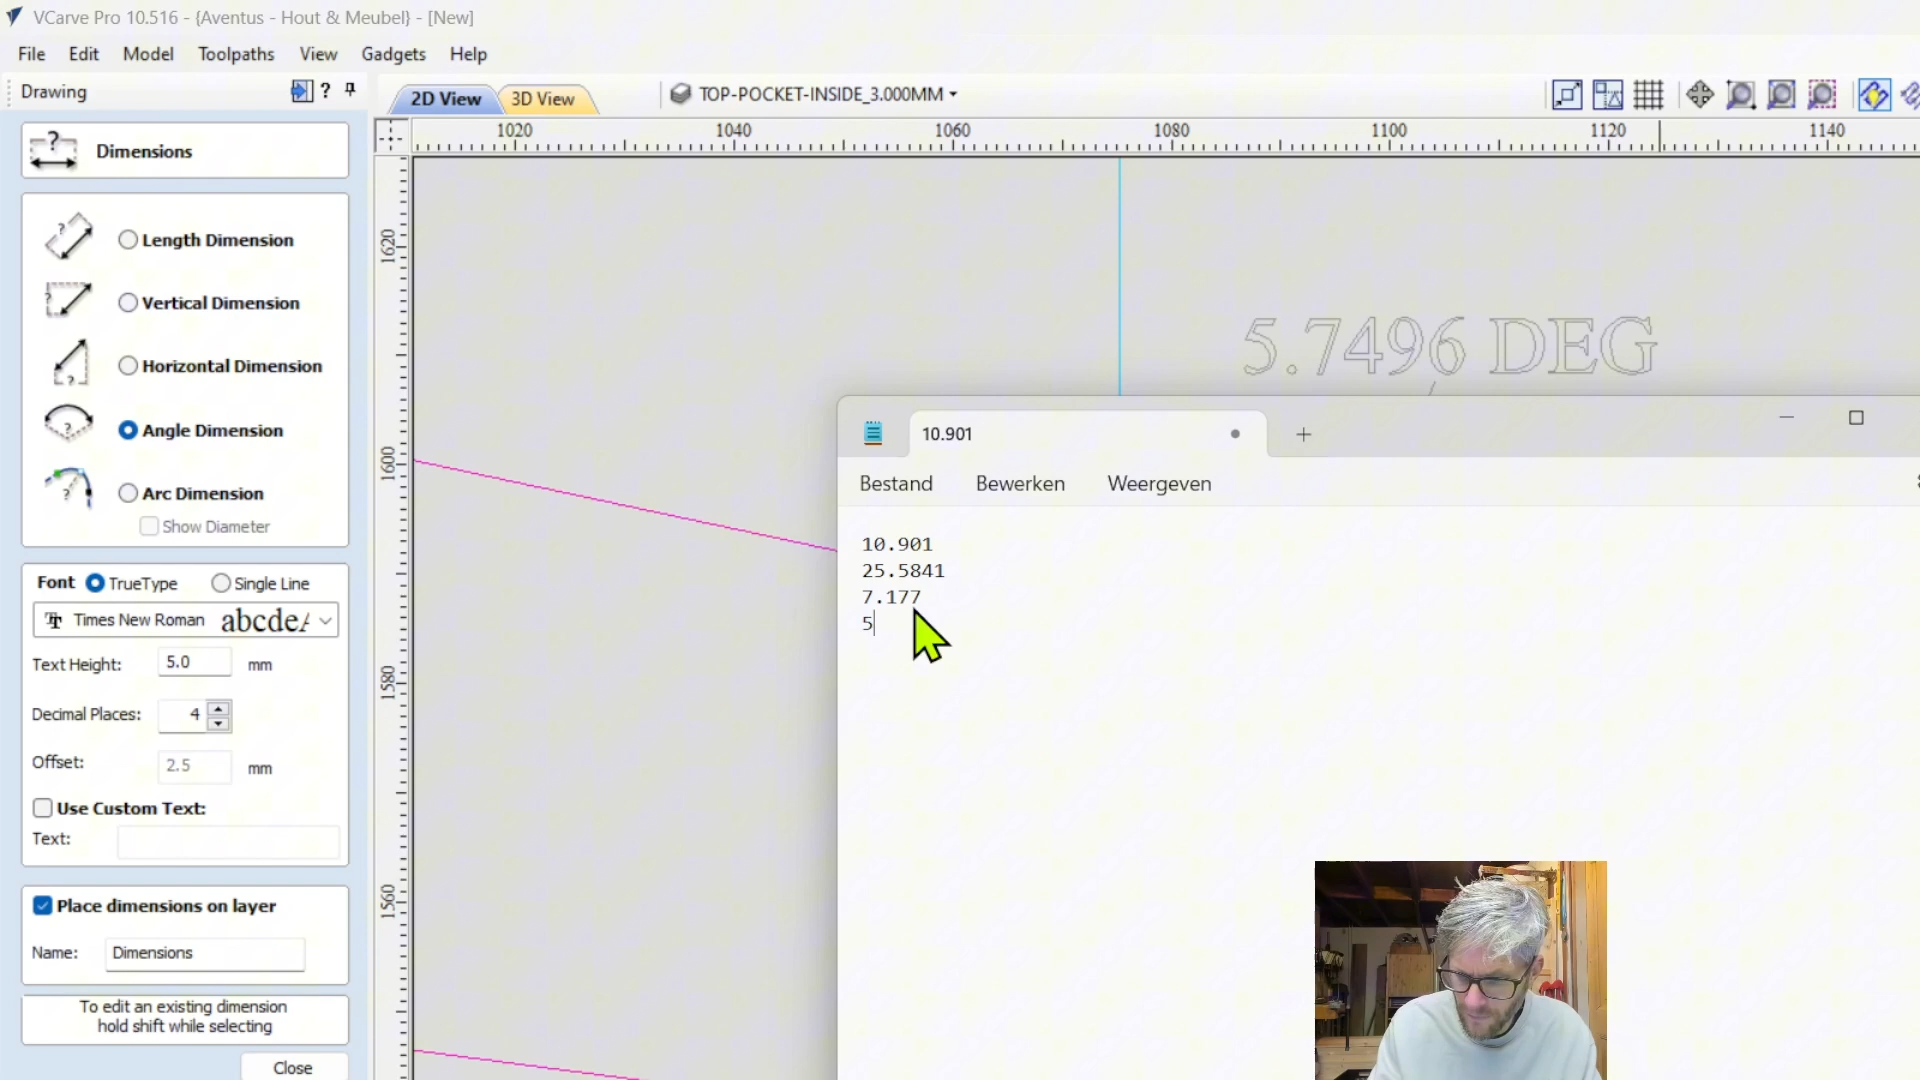 VCarve Pro 10.516 - {Aventus - Hout & Meubel} - [New]
File Edit Model Toolpaths View Gadgets Help
Drawing ?
2D View 3D View TOP-POCKET-INSIDE_3.000MM
1020 1040 1060 1080 1100 1120 1140
Dimensions
Length Dimension
Vertical Dimension
Horizontal Dimension
Angle Dimension
Arc Dimension
Show Diameter
Font TrueType Single Line
Times New Roman abcde
Text Height: 5.0 mm
Decimal Places: 4
Offset: 2.5 mm
Use Custom Text:
Text:
Place dimensions on layer
Name: Dimensions
To edit an existing dimension
hold shift while selecting
Close
1620
1600
1580
1560
5.7496 DEG
10.901
Bestand Bewerken Weergeven
10.901
25.5841
7.177
5